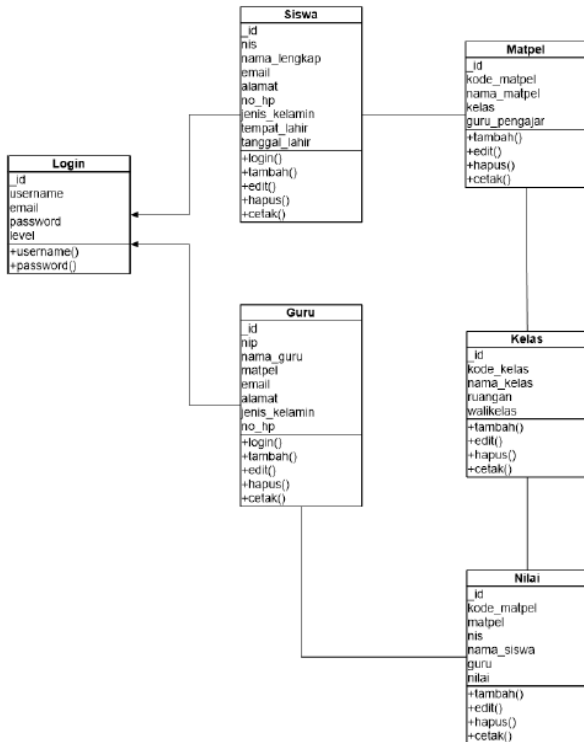 Siswa
_id
nis
nama_lengkap
email
alamat
no_hp
jenis_kelamin
tempat_lahir
tanggal_lahir
+login()
+tambah()
+edit()
+hapus()
+cetak()
Matpel
_id
kode_matpel
nama_matpel
kelas
guru_pengajar
+tambah()
+edit()
+hapus()
+cetak()
Login
_id
username
email
password
level
+username()
+password()
Guru
_id
nip
nama_guru
matpel
email
alamat
jenis_kelamin
no_hp
+login()
+tambah()
+edit()
+hapus()
+cetak()
Kelas
_id
kode_kelas
nama_kelas
ruangan
walikelas
+tambah()
+edit()
+hapus()
+cetak()
Nilai
_id
kode_matpel
matpel
nis
nama_siswa
guru
nilai
+tambah()
+edit()
+hapus()
+cetak()